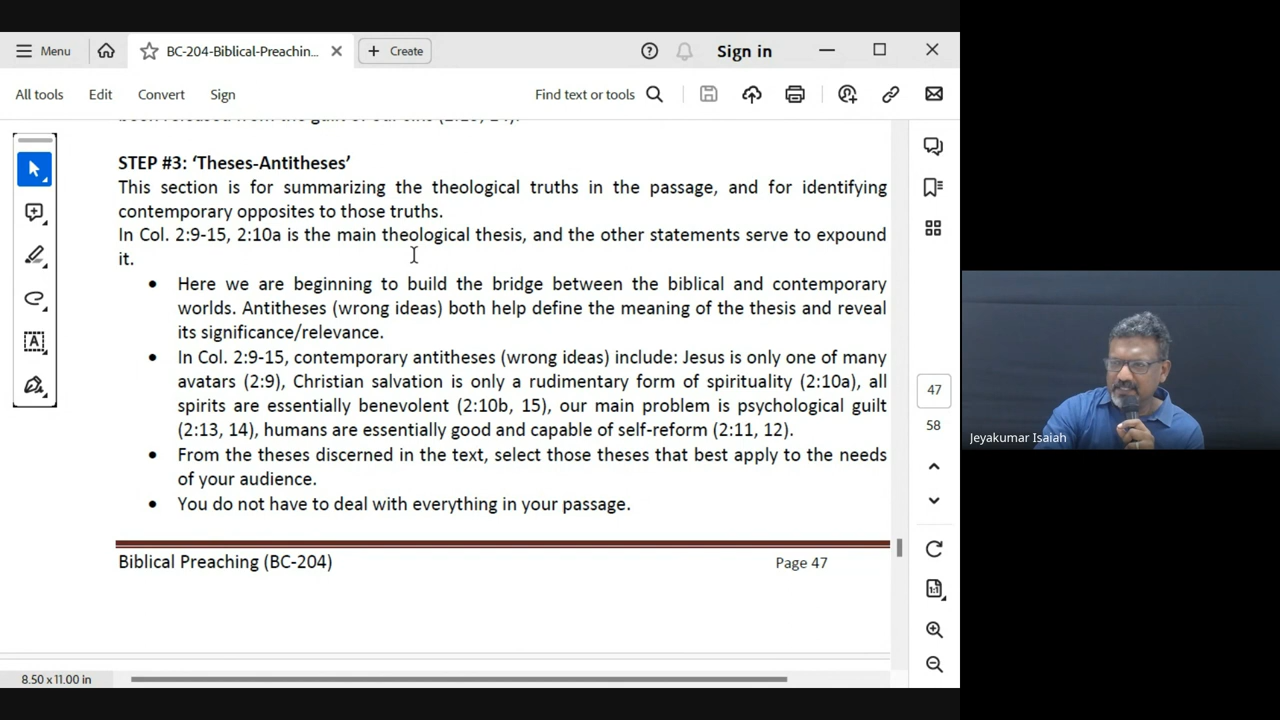 Menu
BC-204-Biblical-Preachin...
Create
Sign in
All tools
Edit
Convert
Sign
Find text or tools
STEP #3: ‘Theses-Antitheses’
This section is for summarizing the theological truths in the passage, and for identifying
contemporary opposites to those truths.
In Col. 2:9-15, 2:10a is the main theological thesis, and the other statements serve to expound
it.
• Here we are beginning to build the bridge between the biblical and contemporary
worlds. Antitheses (wrong ideas) both help define the meaning of the thesis and reveal
its significance/relevance.
• In Col. 2:9-15, contemporary antitheses (wrong ideas) include: Jesus is only one of many
avatars (2:9), Christian salvation is only a rudimentary form of spirituality (2:10a), all
spirits are essentially benevolent (2:10b, 15), our main problem is psychological guilt
(2:13, 14), humans are essentially good and capable of self-reform (2:11, 12).
• From the theses discerned in the text, select those theses that best apply to the needs
of your audience.
• You do not have to deal with everything in your passage.
Biblical Preaching (BC-204)
Page 47
47
58
8.50 x 11.00 in
Jeyakumar Isaiah